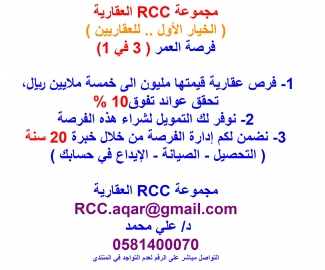 مجموعة RCC العقارية
( الخيار الأول .. للعقاريين )
فرصة العمر ( 3 في 1)
1- فرص عقارية قيمتها مليون الى خمسة ملايين ريال،
تحقق عوائد تفوق10 %
2- نوفر لك التمويل لشراء هذه الفرصة
3- نضمن لكم إدارة الفرصة من خلال خبرة 20 سنة
( التحصيل - الصيانة - الإيداع في حسابك )
مجموعة RCC العقارية
RCC.aqar@gmail.com
د/ علي محمد
0581400070
التواصل مباشر على الرقم لعدم التواجد في المنتدي